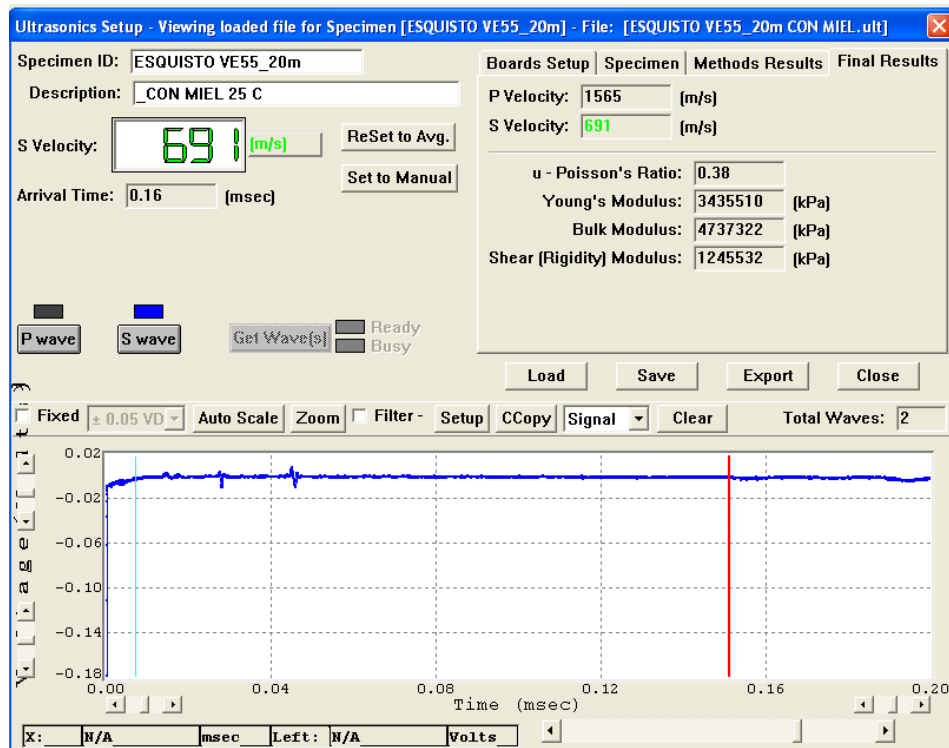 Ultrasonics Setup - Viewing loaded file for Specimen [ESQUISTO VE55_20m] - File: [ESQUISTO VE55_20m CON MIEL.ult]
Specimen ID: ESQUISTO VE55_20m
Description: _CON MIEL 25 C
S Velocity: 691 (m/s)
ReSet to Avg.
Set to Manual
Arrival Time: 0.16 (msec)
Boards Setup Specimen Methods Results Final Results
P Velocity: 1565 (m/s)
S Velocity: 691 (m/s)
u - Poisson's Ratio: 0.38
Young's Modulus: 3435510 (kPa)
Bulk Modulus: 4737322 (kPa)
Shear (Rigidity) Modulus: 1245532 (kPa)
P wave S wave Get Wave(s) Ready
Busy
Load Save Export Close
Fixed ± 0.05 VD Auto Scale Zoom Filter - Setup CCopy Signal Clear Total Waves: 2
0.02
-0.02
-0.06
-0.10
-0.14
-0.18
0.00 0.04 0.08 0.12 0.16 0.20
Time (msec)
X: N/A msec Left: N/A Volts